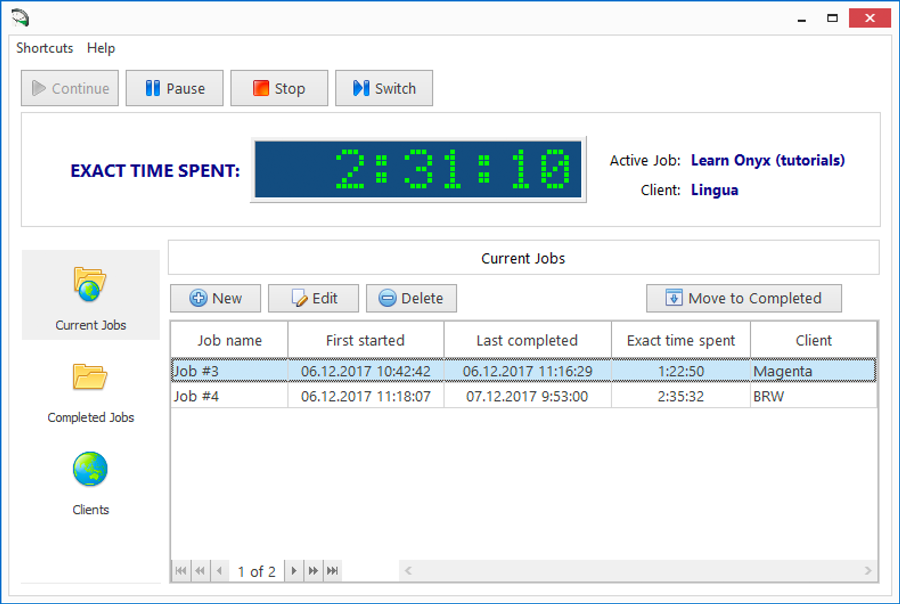 Shortcuts Help
Continue Pause Stop Switch
EXACT TIME SPENT: 2:31:10
Active Job: Learn Onyx (tutorials)
Client: Lingua
Current Jobs
Completed Jobs
Clients
Current Jobs
New Edit Delete Move to Completed
Job name First started Last completed Exact time spent Client
Job #3 06.12.2017 10:42:42 06.12.2017 11:16:29 1:22:50 Magenta
Job #4 06.12.2017 11:18:07 07.12.2017 9:53:00 2:35:32 BRW
1 of 2